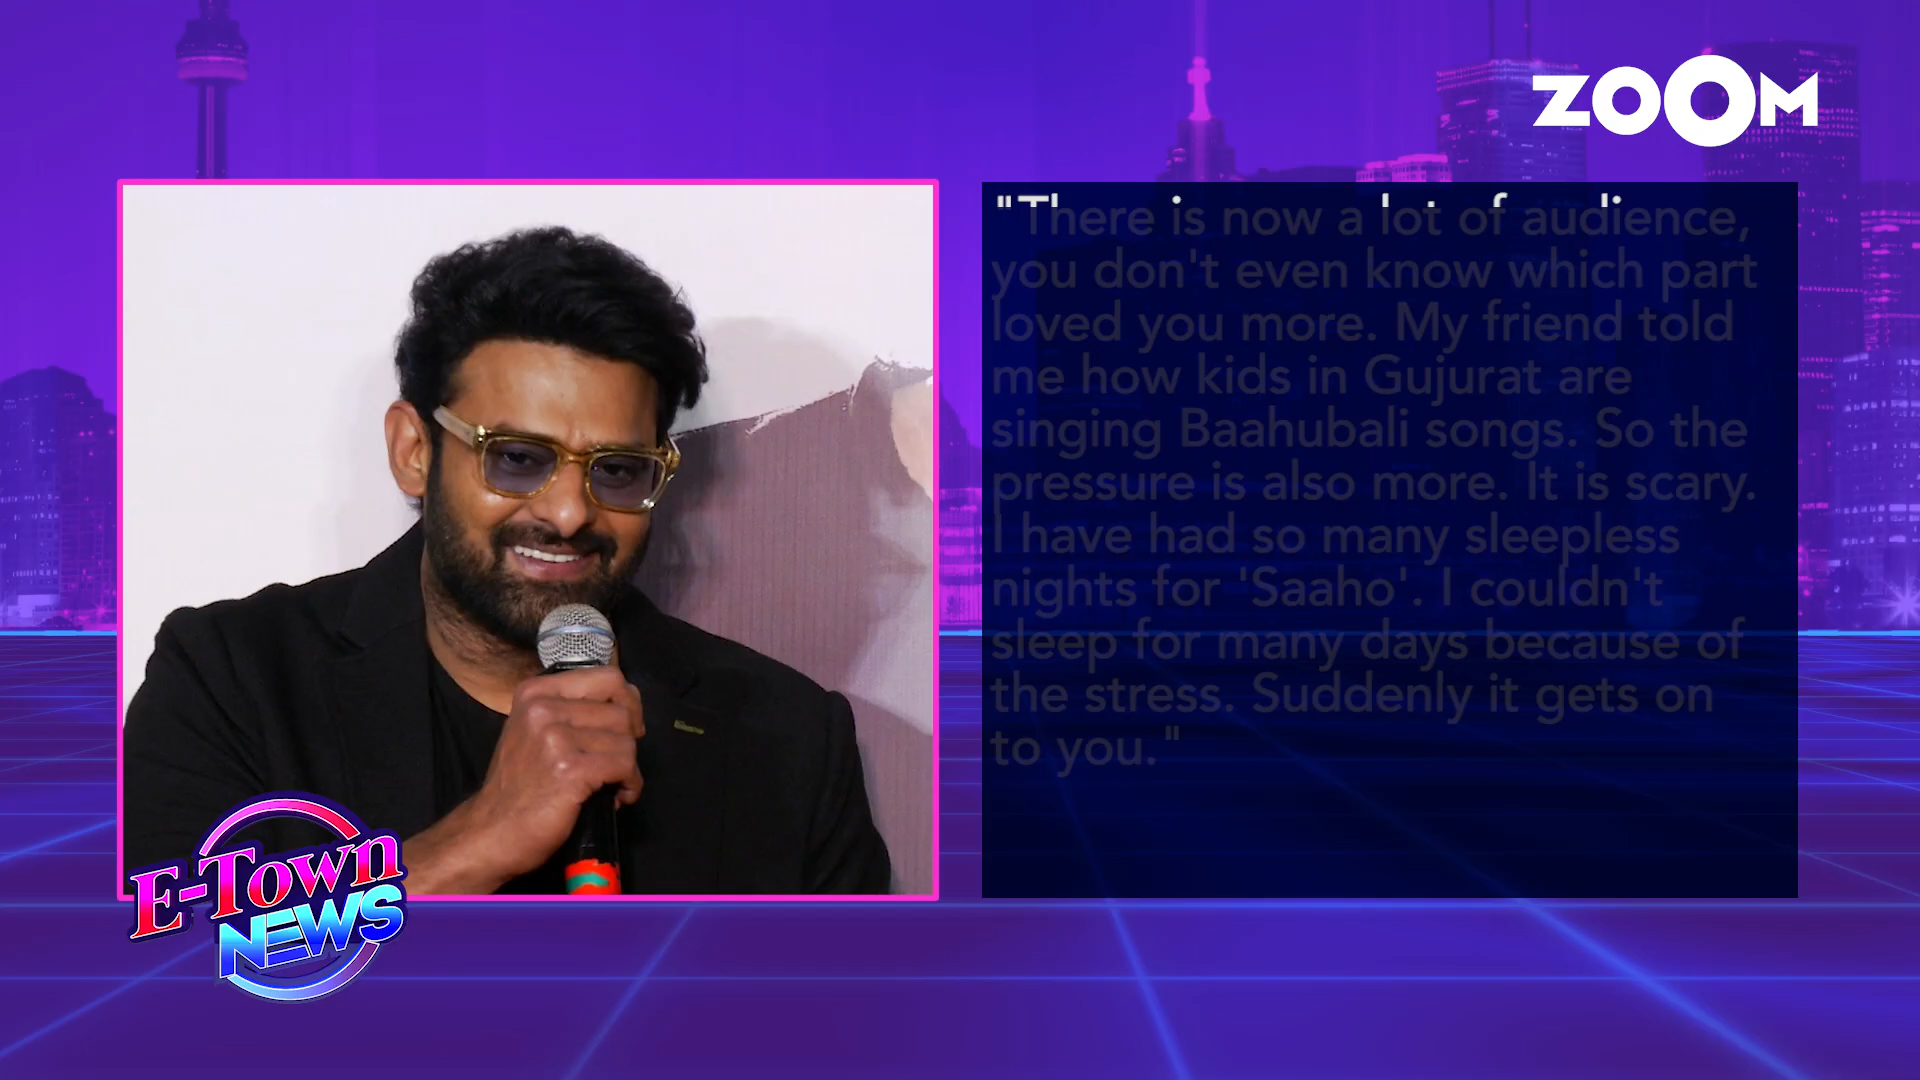 ZOOM
"There is now a lot of audience,
you don't even know which part
loved you more. My friend told
me how kids in Gujurat are
singing Baahubali songs. So the
pressure is also more. It is scary.
I have had so many sleepless
nights for 'Saaho'. I couldn't
sleep for many days because of
the stress. Suddenly it gets on
to you."
E-Town
NEWS